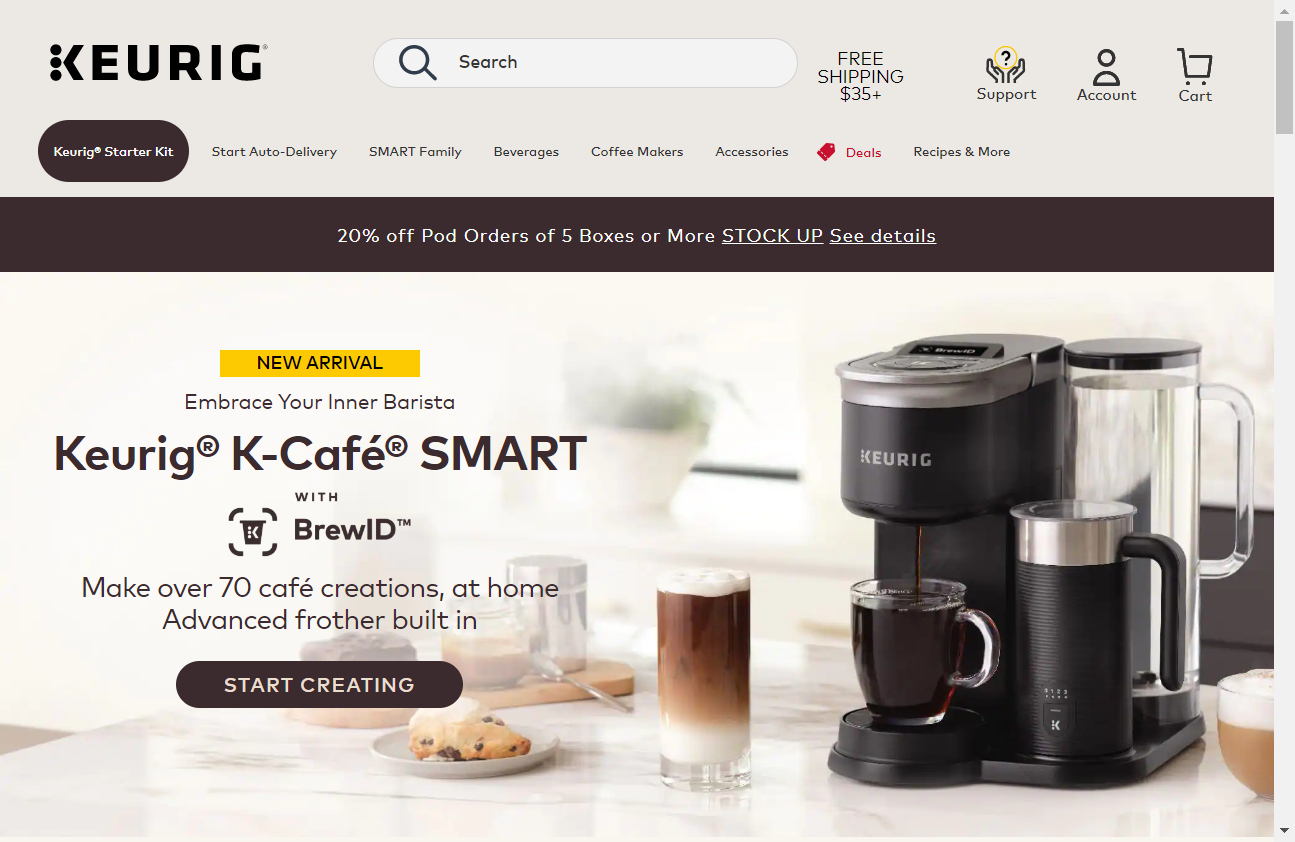 KEURIG®
Search
FREE
SHIPPING
$35+
?
Support
Account
Cart
Keurig® Starter Kit
Start Auto-Delivery
SMART Family
Beverages
Coffee Makers
Accessories
Deals
Recipes & More
20% off Pod Orders of 5 Boxes or More STOCK UP See details
NEW ARRIVAL
Embrace Your Inner Barista
Keurig® K-Café® SMART
WITH
BrewID™
Make over 70 café creations, at home
Advanced frother built in
START CREATING
BrewID
KEURIG
K